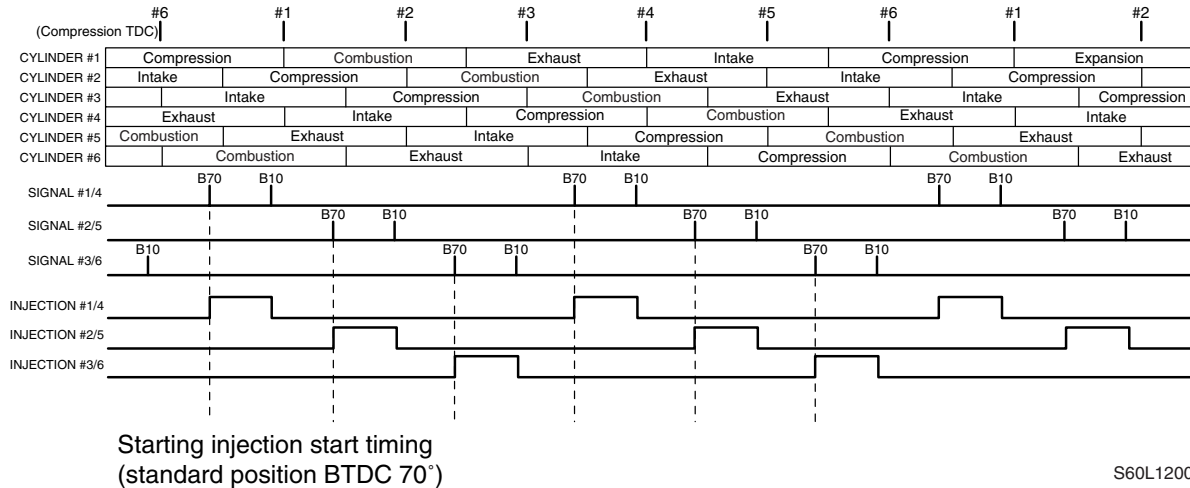 #6 #1 #2 #3 #4 #5 #6 #1 #2
(Compression TDC)
CYLINDER #1 Compression Combustion Exhaust Intake Compression Expansion
CYLINDER #2 Intake Compression Combustion Exhaust Intake Compression
CYLINDER #3 Intake Compression Combustion Exhaust Intake Compression
CYLINDER #4 Exhaust Intake Compression Combustion Exhaust Intake
CYLINDER #5 Combustion Exhaust Intake Compression Combustion Exhaust
CYLINDER #6 Combustion Exhaust Intake Compression Combustion Exhaust
B70 B10 B70 B10 B70 B10
SIGNAL #1/4
B70 B10 B70 B10 B70 B10
SIGNAL #2/5
B10 B70 B10 B70 B10
SIGNAL #3/6
INJECTION #1/4
INJECTION #2/5
INJECTION #3/6
Starting injection start timing
(standard position BTDC 70˚)
S60L1200